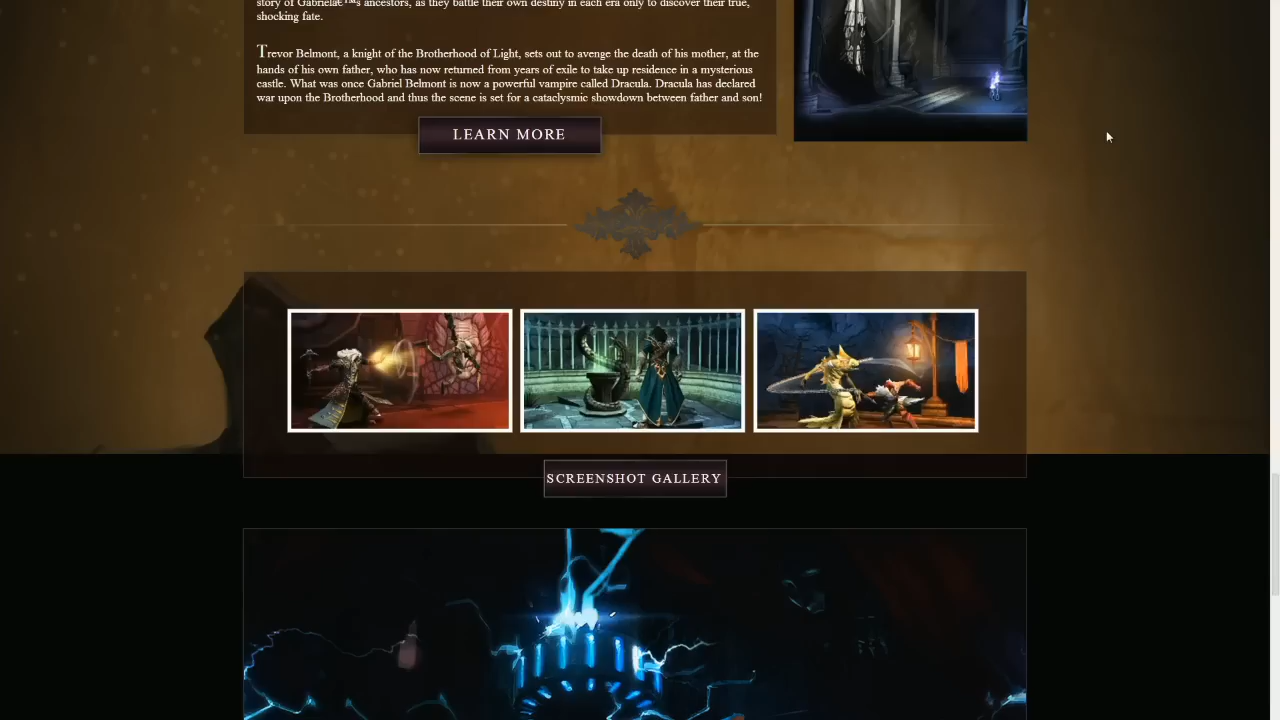 story of Gabrielâ€™s ancestors, as they battle their own destiny in each era only to discover their true,
shocking fate.
Trevor Belmont, a knight of the Brotherhood of Light, sets out to avenge the death of his mother, at the
hands of his own father, who has now returned from years of exile to take up residence in a mysterious
castle. What was once Gabriel Belmont is now a powerful vampire called Dracula. Dracula has declared
war upon the Brotherhood and thus the scene is set for a cataclysmic showdown between father and son!
LEARN MORE
SCREENSHOT GALLERY